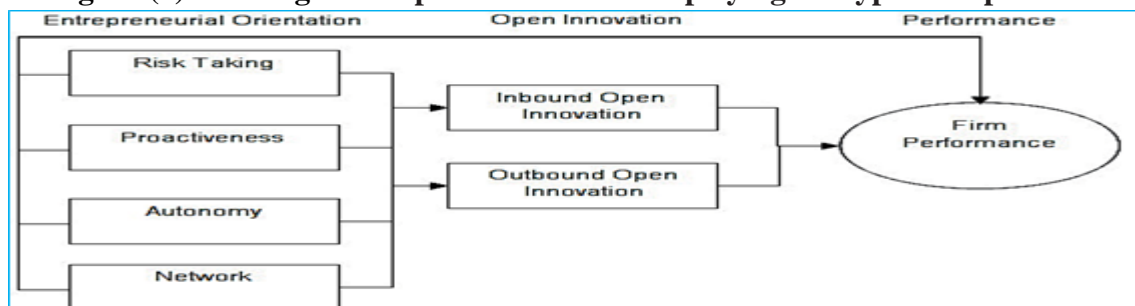 Entrepreneurial Orientation Open Innovation Performance
Risk Taking
Proactiveness
Autonomy
Network
Inbound Open
Innovation
Outbound Open
Innovation
Firm
Performance